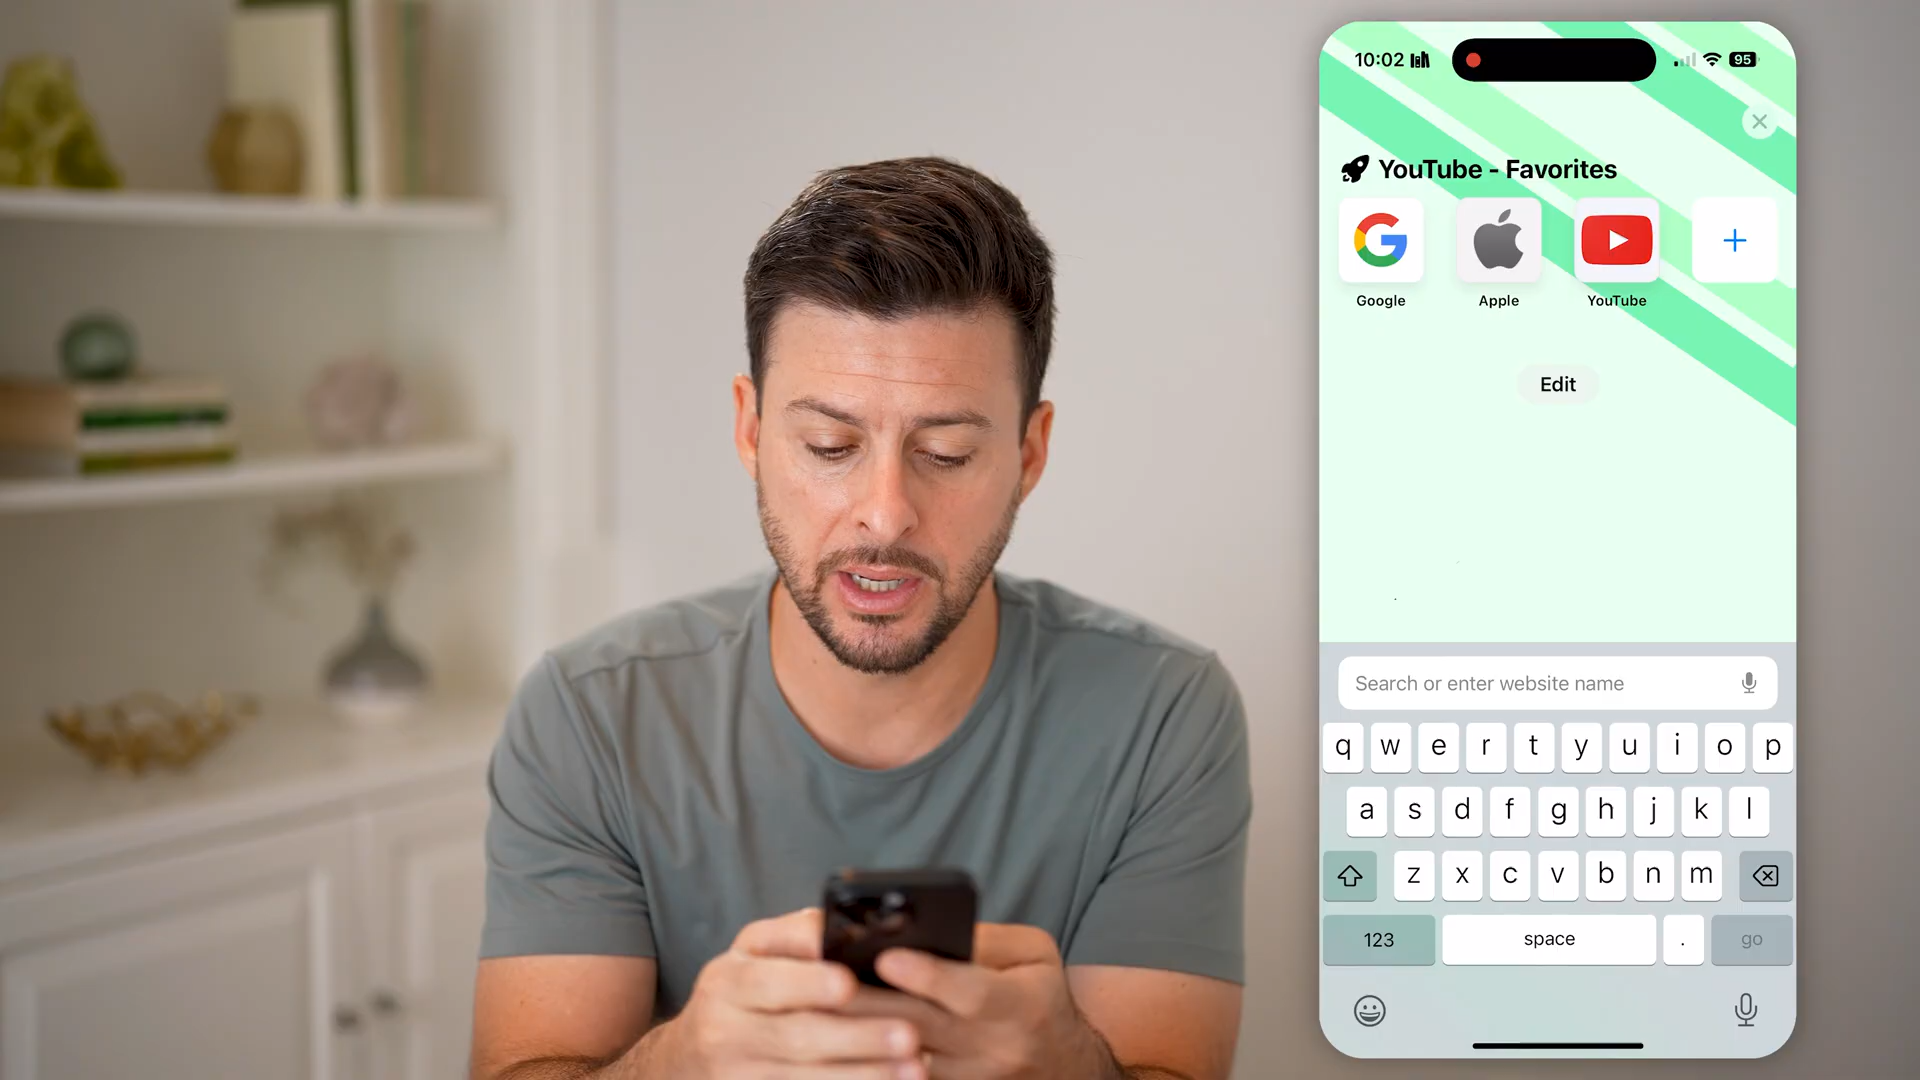 10:02
95
YouTube - Favorites
Google
Apple
YouTube
Edit
Search or enter website name
q w e r t y u i o p
a s d f g h j k l
z x c v b n m
123 space . go